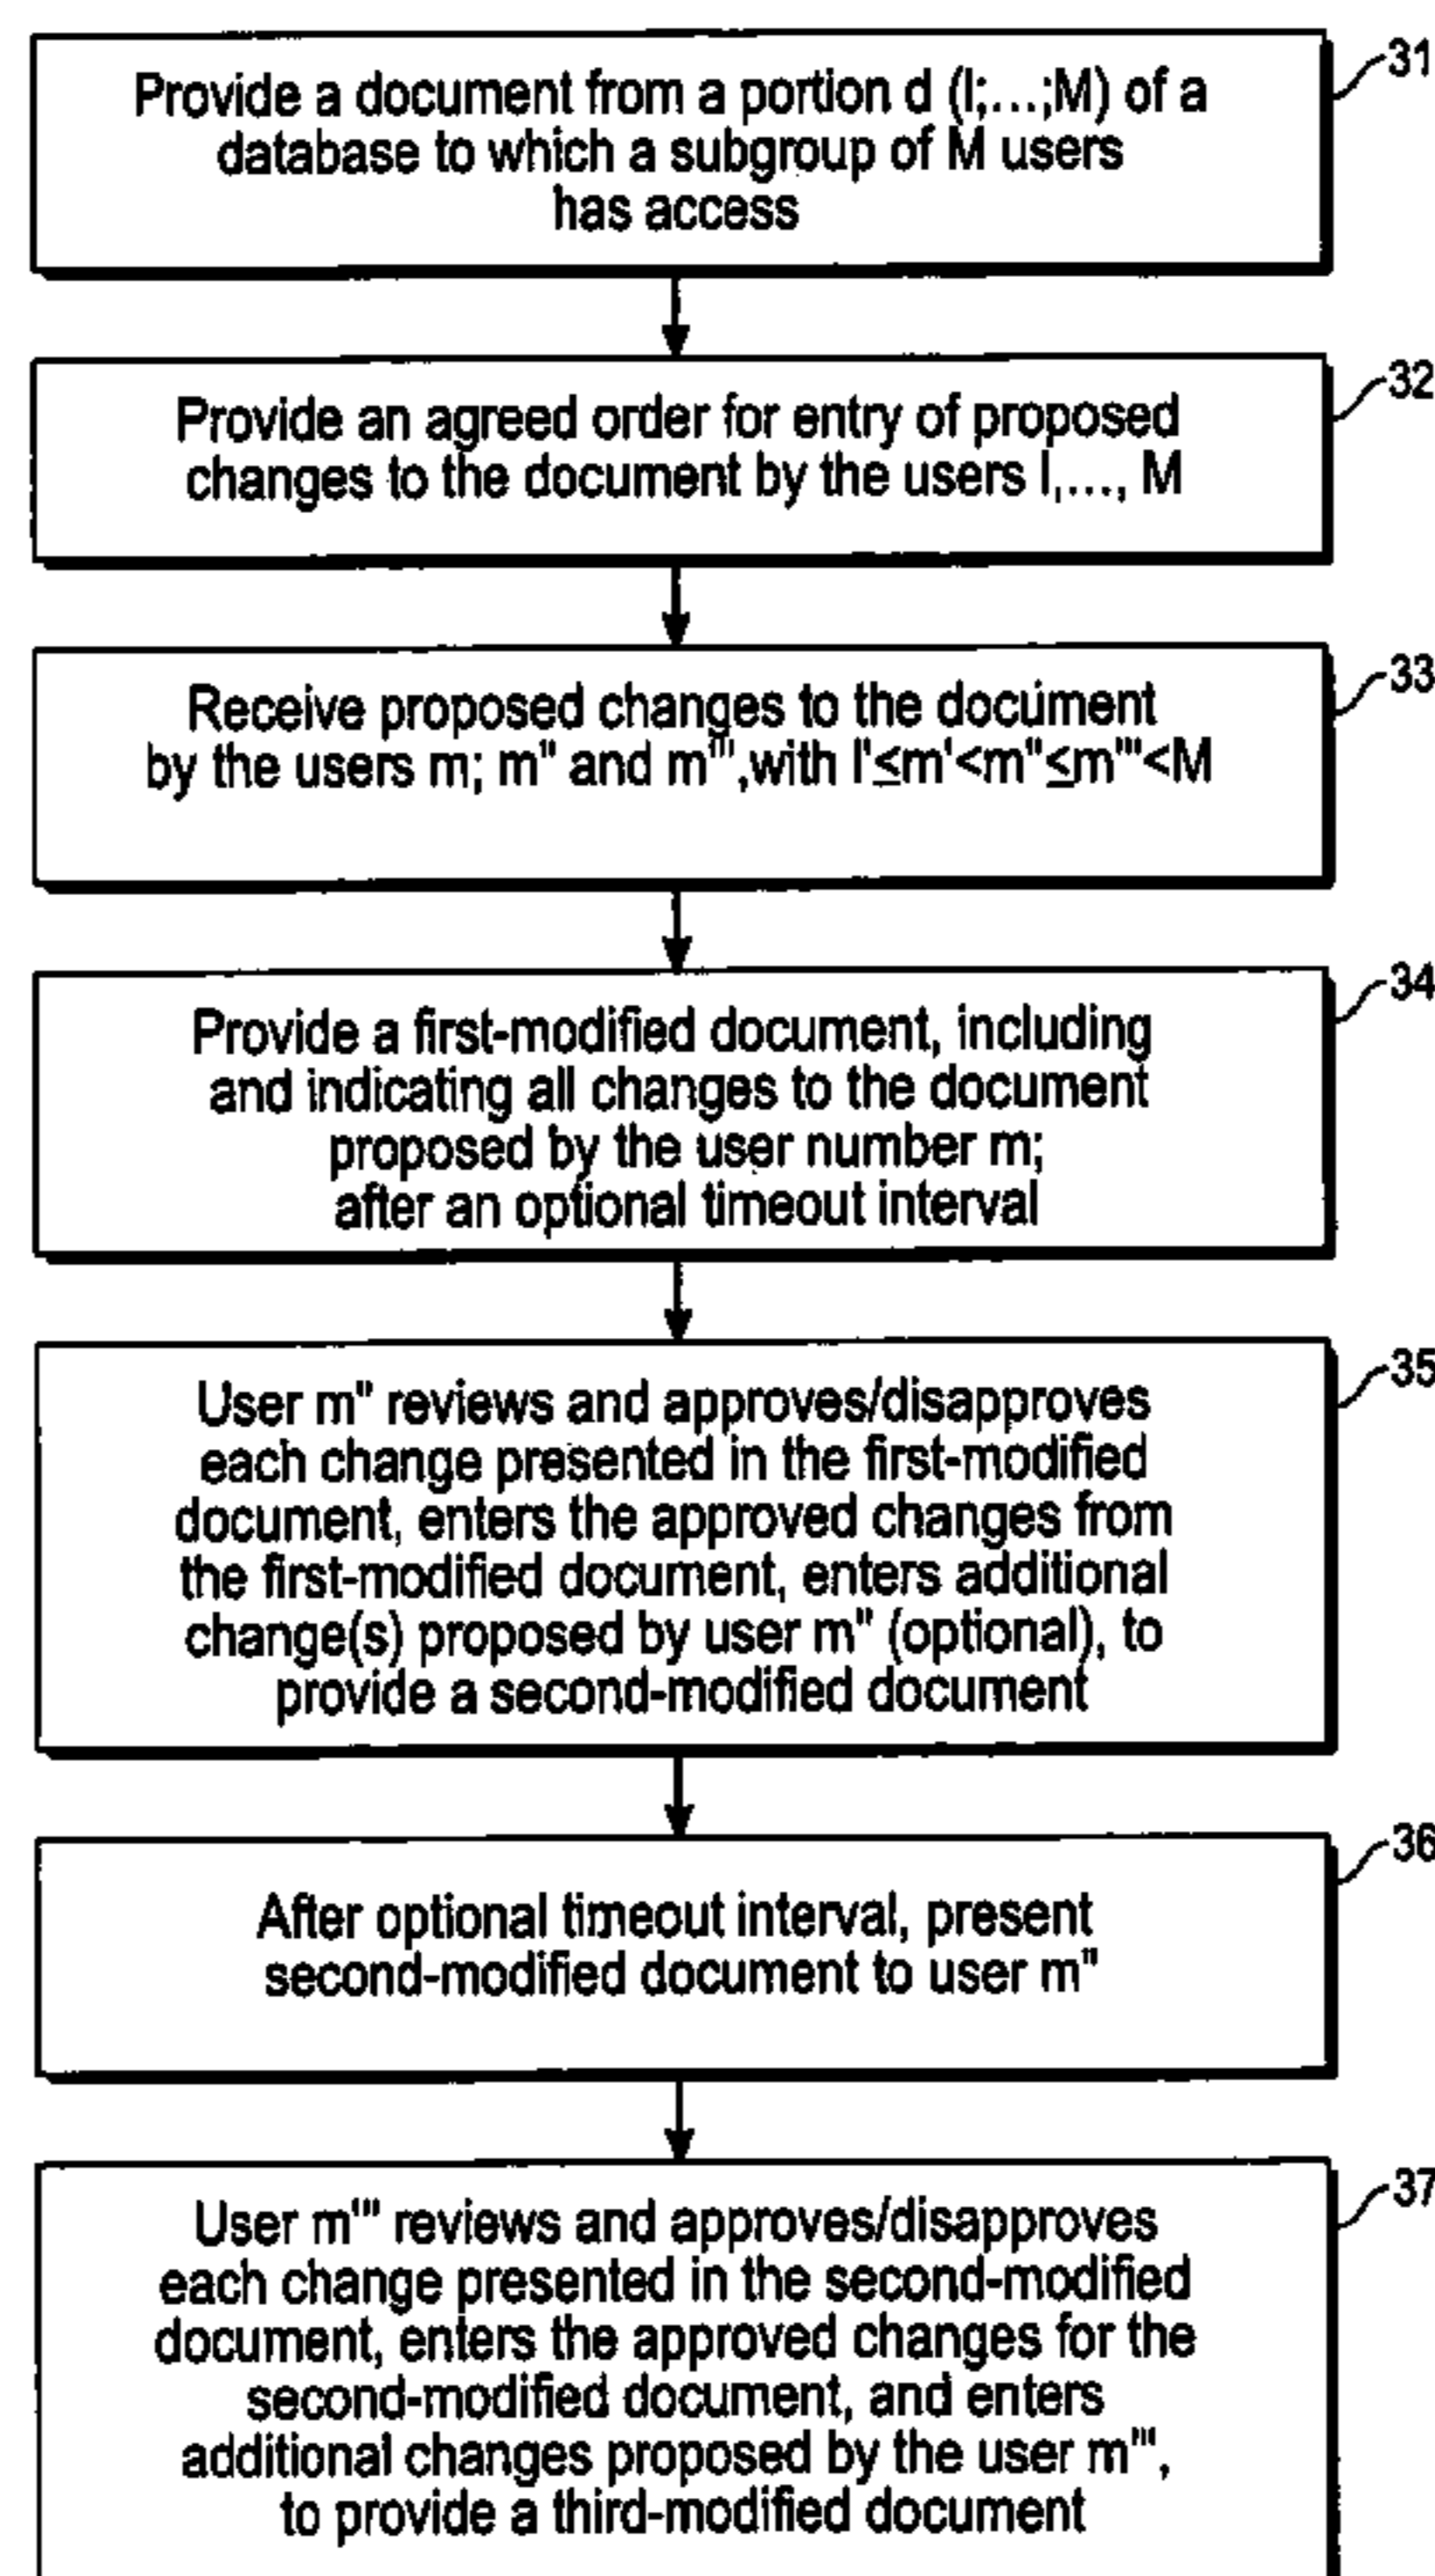 Provide a document from a portion d (l;...;M) of a
database to which a subgroup of M users
has access
31
Provide an agreed order for entry of proposed
changes to the document by the users l,..., M
32
Receive proposed changes to the document
by the users m; m" and m''',with l'≤m'<m"≤m'''<M
33
Provide a first-modified document, including
and indicating all changes to the document
proposed by the user number m;
after an optional timeout interval
34
User m" reviews and approves/disapproves
each change presented in the first-modified
document, enters the approved changes from
the first-modified document, enters additional
change(s) proposed by user m" (optional), to
provide a second-modified document
35
After optional timeout interval, present
second-modified document to user m"
36
User m''' reviews and approves/disapproves
each change presented in the second-modified
document, enters the approved changes for the
second-modified document, and enters
additional changes proposed by the user m''',
to provide a third-modified document
37